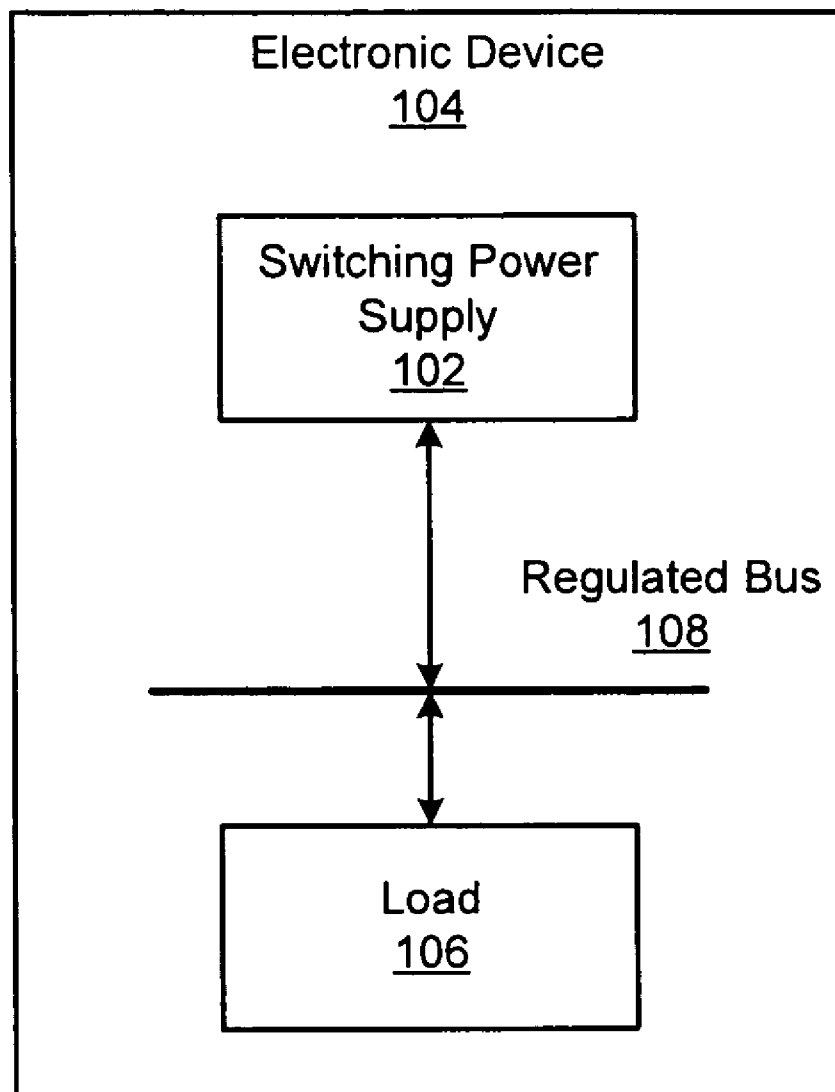 Electronic Device
104
Switching Power
Supply
102
Regulated Bus
108
Load
106